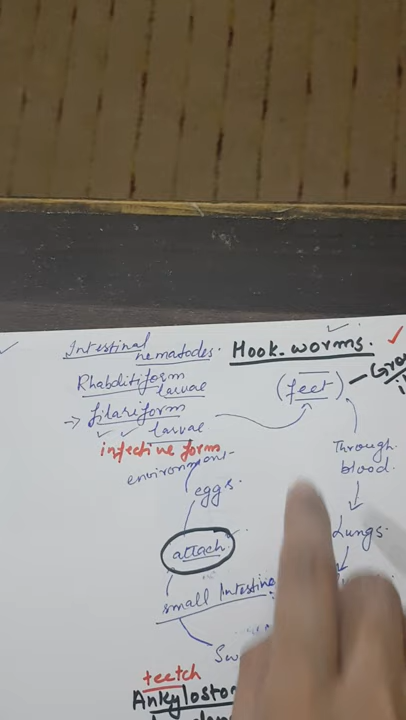 Intestinal nematodes.
Hook-worms.
Rhabditiform larvae
(feet)
→ filariform larvae
infective form
environment
Through blood.
eggs.
Lungs.
attach
small Intestine
teetch